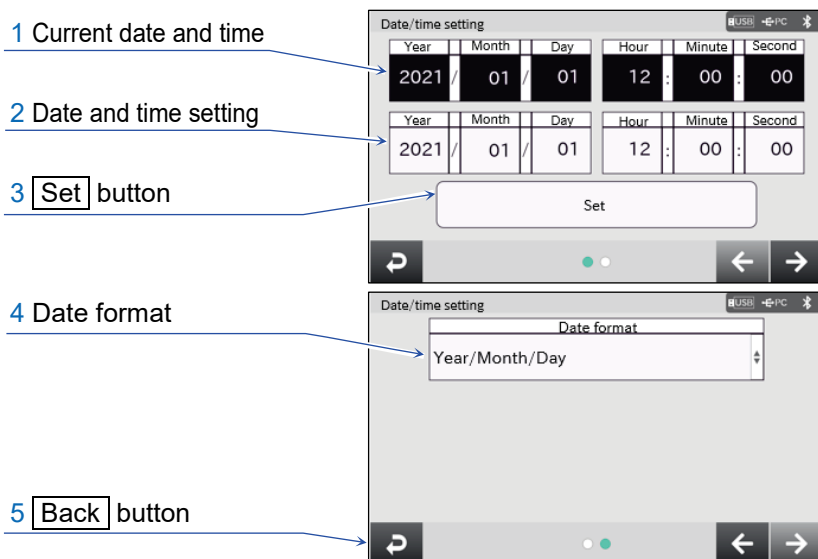 1 Current date and time
2 Date and time setting
3 Set button
4 Date format
5 Back button
Date/time setting
USB PC
Year Month Day Hour Minute Second
2021 / 01 / 01 12 : 00 : 00
Year Month Day Hour Minute Second
2021 / 01 / 01 12 : 00 : 00
Set
Date/time setting
USB PC
Date format
Year/Month/Day